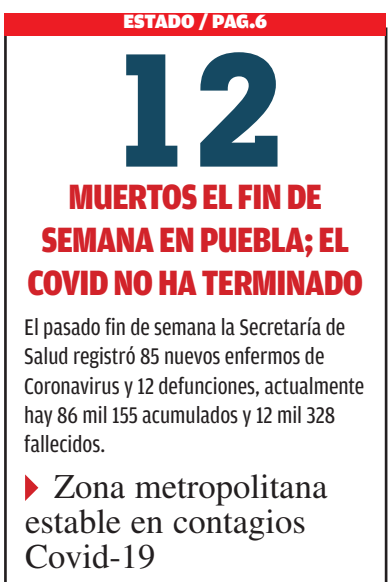 ESTADO / PAG.6
12
MUERTOS EL FIN DE
SEMANA EN PUEBLA; EL
COVID NO HA TERMINADO
El pasado fin de semana la Secretaría de
Salud registró 85 nuevos enfermos de
Coronavirus y 12 defunciones, actualmente
hay 86 mil 155 acumulados y 12 mil 328
fallecidos.
Zona metropolitana
estable en contagios
Covid-19